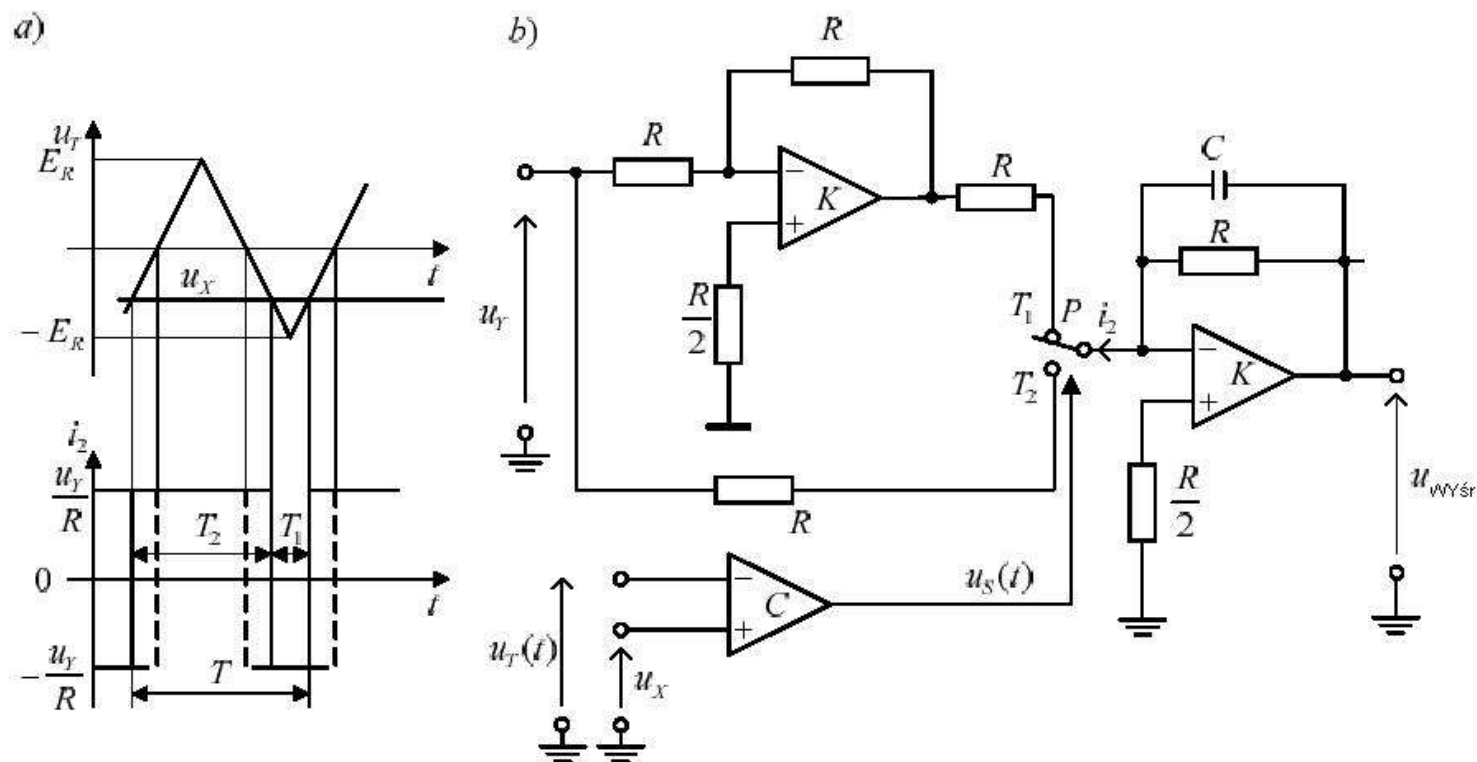 a)
u_T
E_R
u_X
t
− E_R
i_2
u_Y
R
T_2
T_1
0
t
− u_Y
R
T
b)
R
R
−
K
+
R
R
2
u_Y
T_1
P
i_2
T_2
C
R
−
K
+
R
2
u_WYśr
R
−
C
+
u_S(t)
u_T(t)
u_X